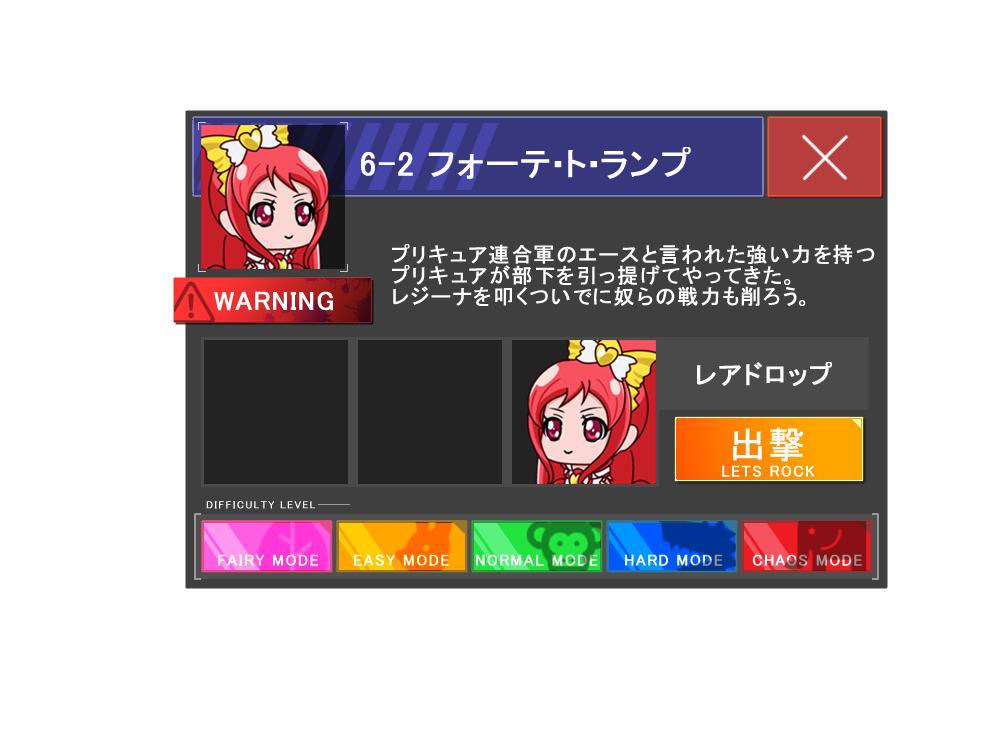 6-2 フォーテ・ト・ランプ
WARNING
プリキュア連合軍のエースと言われた強い力を持つ
プリキュアが部下を引っ提げてやってきた。
レジーナを叩くついでに奴らの戦力も削ろう。
レアドロップ
出撃
LETS ROCK
DIFFICULTY LEVEL
FAIRY MODE
EASY MODE
NORMAL MODE
HARD MODE
CHAOS MODE